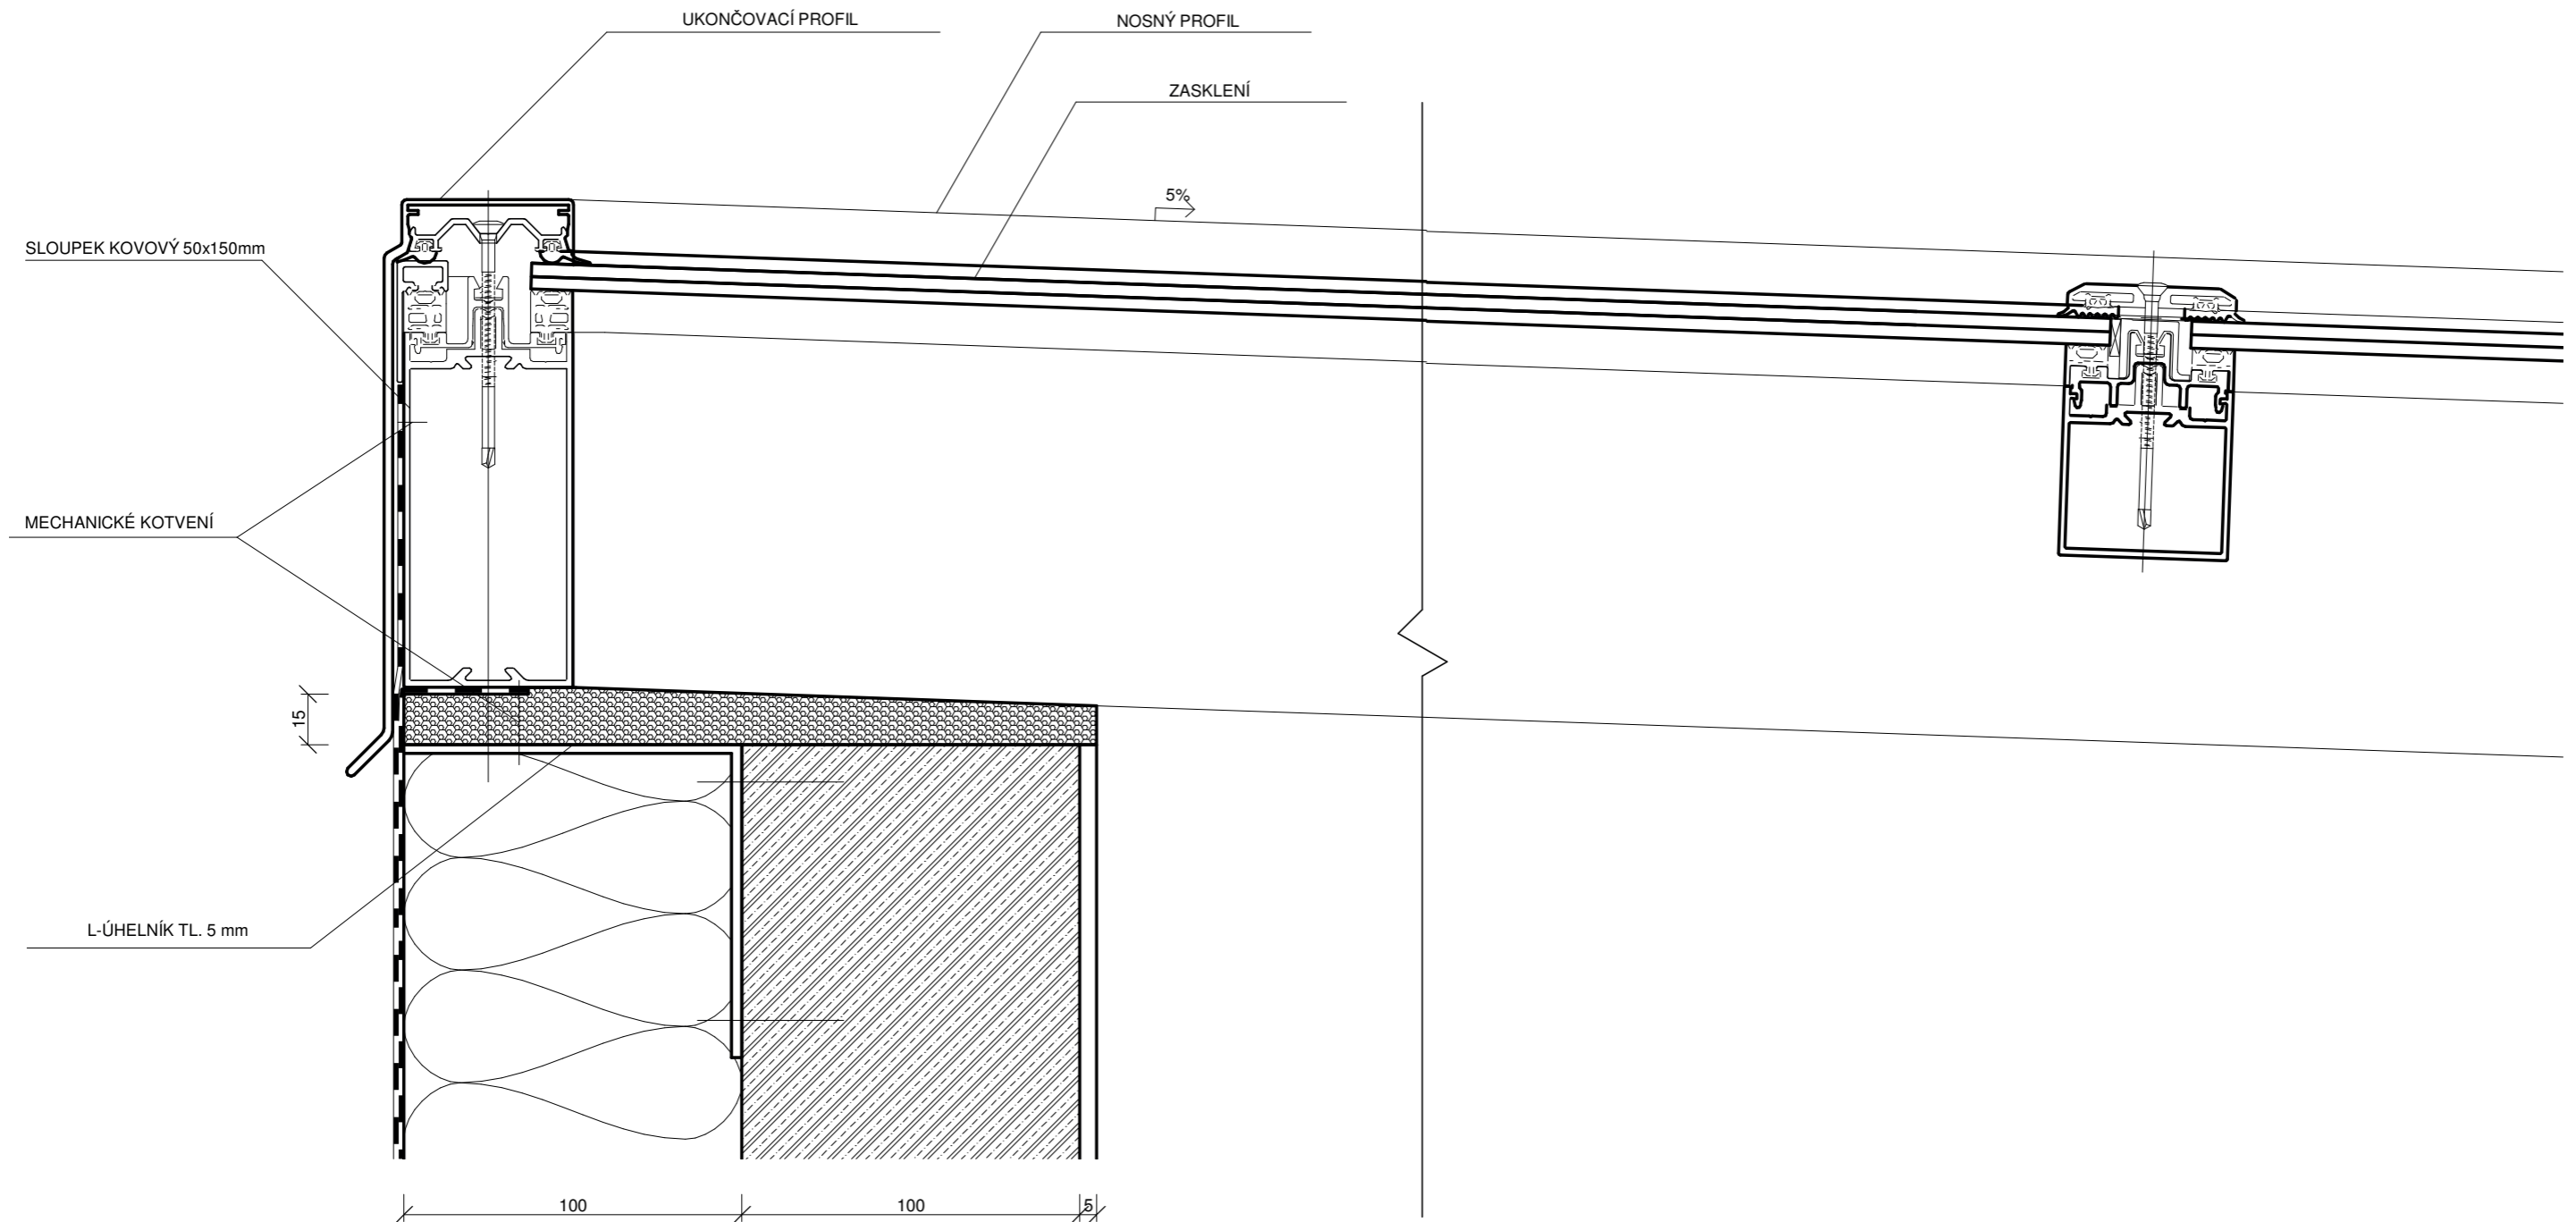 UKONČOVACÍ PROFIL
NOSNÝ PROFIL
ZASKLENÍ
5%
SLOUPEK KOVOVÝ 50x150mm
MECHANICKÉ KOTVENÍ
15
L-ÚHELNÍK TL. 5 mm
100
100
5